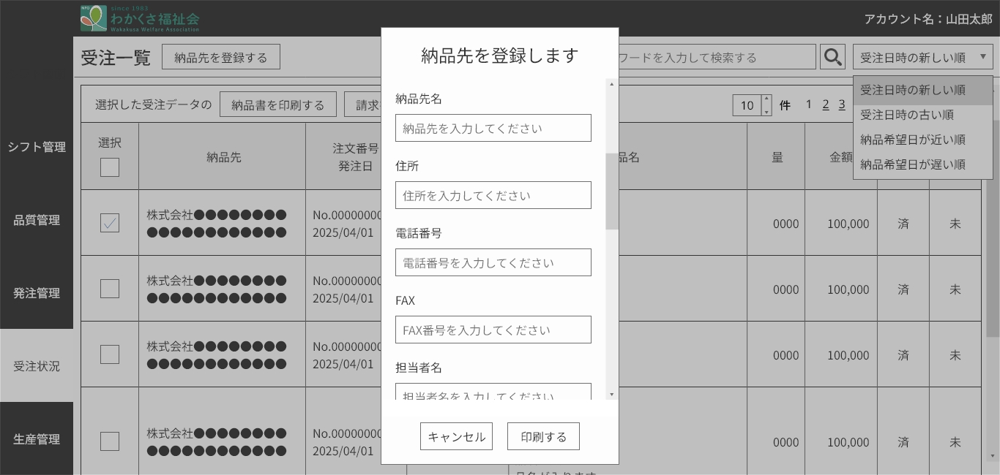 NPO
since 1983
わかくさ福祉会
Wakakusa Welfare Association
アカウント名：山田太郎
シフト管理
品質管理
発注管理
受注状況
生産管理
受注一覧
納品先を登録する
ワードを入力して検索する
受注日時の新しい順 ▼
受注日時の新しい順
受注日時の古い順
納品希望日が近い順
納品希望日が遅い順
選択した受注データの
納品書を印刷する
請求
10 件 1 2 3
選択
納品先
注文番号
発注日
品名
量
金額
株式会社●●●●●●●●
●●●●●●●●●●●●
No.00000000
2025/04/01
0000
100,000
済
未
株式会社●●●●●●●●
●●●●●●●●●●●●
No.00000000
2025/04/01
0000
100,000
済
未
株式会社●●●●●●●●
●●●●●●●●●●●●
No.00000000
2025/04/01
0000
100,000
済
未
株式会社●●●●●●●●
●●●●●●●●●●●●
No.00000000
2025/04/01
0000
100,000
済
未
納品先を登録します
納品先名
納品先を入力してください
住所
住所を入力してください
電話番号
電話番号を入力してください
FAX
FAX番号を入力してください
担当者名
担当者名を入力してください
キャンセル
印刷する
品名が入ります